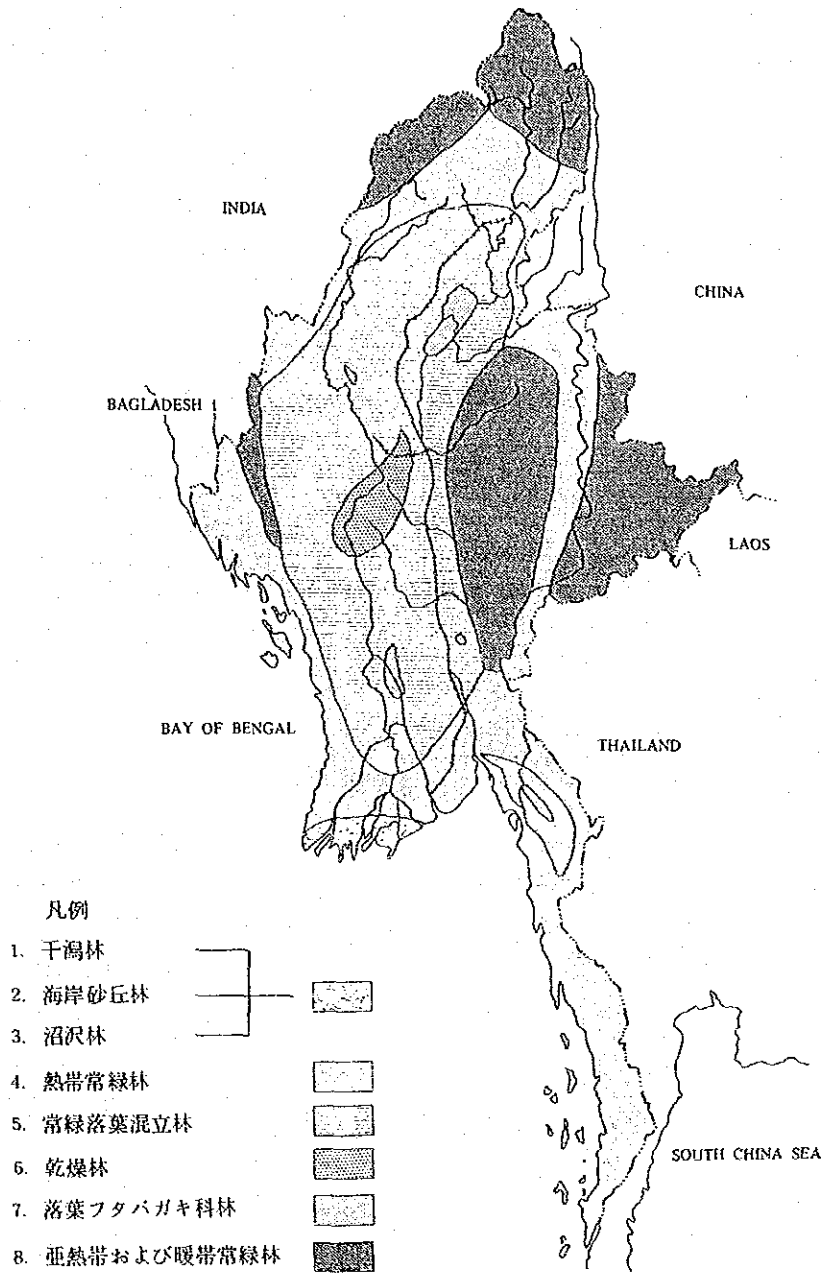 INDIA
CHINA
BAGLADESH
LAOS
BAY OF BENGAL
THAILAND
SOUTH CHINA SEA
凡例
1. 干潟林
2. 海岸砂丘林
3. 沼沢林
4. 熱帯常緑林
5. 常緑落葉混立林
6. 乾燥林
7. 落葉フタバガキ科林
8. 亜熱帯および暖帯常緑林